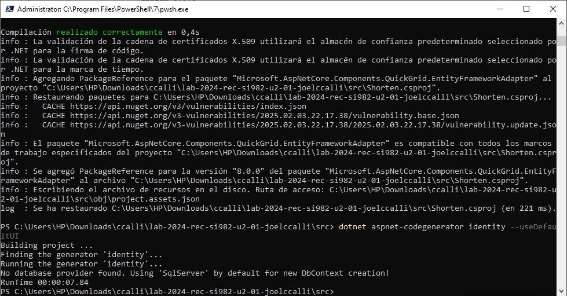 Administrator: C:\Program Files\PowerShell\7\pwsh.exe
Compilación realizado correctamente en 0,4s
info : La validación de la cadena de certificados X.509 utilizará el almacén de confianza predeterminado seleccionado po
r .NET para la firma de código.
info : La validación de la cadena de certificados X.509 utilizará el almacén de confianza predeterminado seleccionado po
r .NET para la marca de tiempo.
info : Agregando PackageReference para el paquete "Microsoft.AspNetCore.Components.QuickGrid.EntityFrameworkAdapter" al
proyecto "C:\Users\HP\Downloads\ccalli\lab-2024-rec-si982-u2-01-joelccalli\src\Shorten.csproj".
info : Restaurando paquetes para C:\Users\HP\Downloads\ccalli\lab-2024-rec-si982-u2-01-joelccalli\src\Shorten.csproj...
info :   CACHE https://api.nuget.org/v3/vulnerabilities/index.json
info :   CACHE https://api.nuget.org/v3-vulnerabilities/2025.02.03.22.17.38/vulnerability.base.json
info :   CACHE https://api.nuget.org/v3-vulnerabilities/2025.02.03.22.17.38/2025.02.03.22.17.38/vulnerability.update.jso
n
info : El paquete "Microsoft.AspNetCore.Components.QuickGrid.EntityFrameworkAdapter" es compatible con todos los marcos
de trabajo especificados del proyecto "C:\Users\HP\Downloads\ccalli\lab-2024-rec-si982-u2-01-joelccalli\src\Shorten.cspr
oj".
info : Se agregó PackageReference para la versión "8.0.0" del paquete "Microsoft.AspNetCore.Components.QuickGrid.EntityF
rameworkAdapter" al archivo "C:\Users\HP\Downloads\ccalli\lab-2024-rec-si982-u2-01-joelccalli\src\Shorten.csproj".
info : Escribiendo el archivo de recursos en el disco. Ruta de acceso: C:\Users\HP\Downloads\ccalli\lab-2024-rec-si982-u
2-01-joelccalli\src\obj\project.assets.json
log  : Se ha restaurado C:\Users\HP\Downloads\ccalli\lab-2024-rec-si982-u2-01-joelccalli\src\Shorten.csproj (en 221 ms).
PS C:\Users\HP\Downloads\ccalli\lab-2024-rec-si982-u2-01-joelccalli\src> dotnet aspnet-codegenerator identity --useDefau
ltUI
Building project ...
Finding the generator 'identity'...
Running the generator 'identity'...
No database provider found. Using 'SqlServer' by default for new DbContext creation!
RunTime 00:00:07.84
PS C:\Users\HP\Downloads\ccalli\lab-2024-rec-si982-u2-01-joelccalli\src>